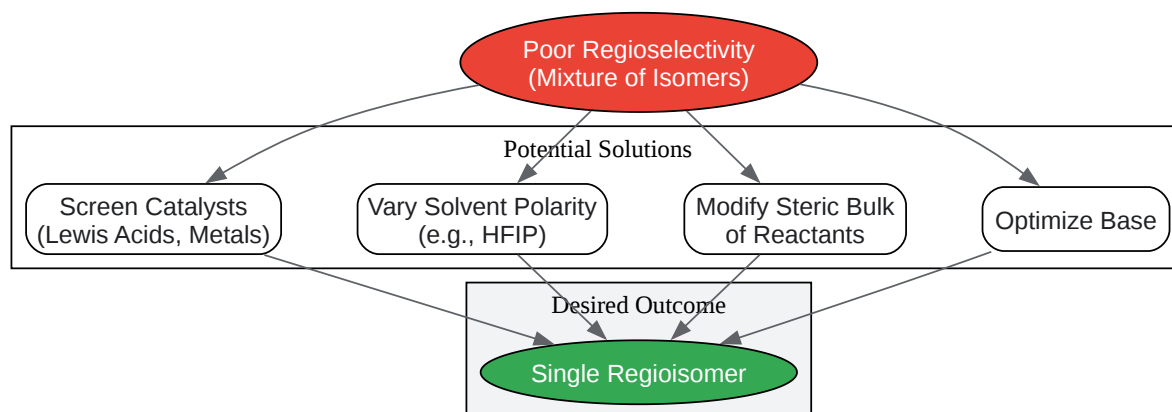 Poor Regioselectivity
(Mixture of Isomers)
Potential Solutions
Screen Catalysts
(Lewis Acids, Metals)
Vary Solvent Polarity
(e.g., HFIP)
Modify Steric Bulk
of Reactants
Optimize Base
Desired Outcome
Single Regioisomer